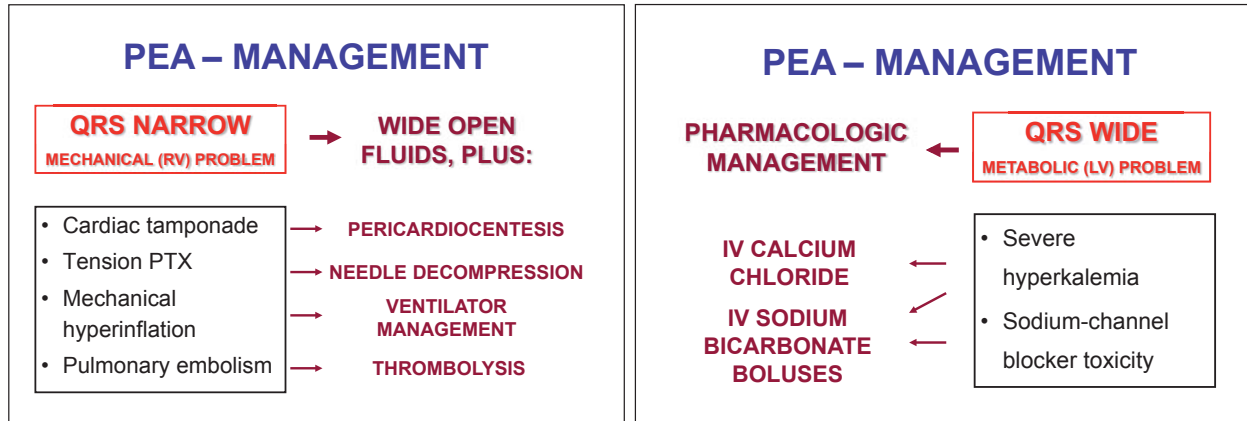 PEA – MANAGEMENT
QRS NARROW
MECHANICAL (RV) PROBLEM
WIDE OPEN
FLUIDS, PLUS:
• Cardiac tamponade
• Tension PTX
• Mechanical
hyperinflation
• Pulmonary embolism
PERICARDIOCENTESIS
NEEDLE DECOMPRESSION
VENTILATOR
MANAGEMENT
THROMBOLYSIS
PEA – MANAGEMENT
PHARMACOLOGIC
MANAGEMENT
QRS WIDE
METABOLIC (LV) PROBLEM
IV CALCIUM
CHLORIDE
IV SODIUM
BICARBONATE
BOLUSES
• Severe
hyperkalemia
• Sodium-channel
blocker toxicity